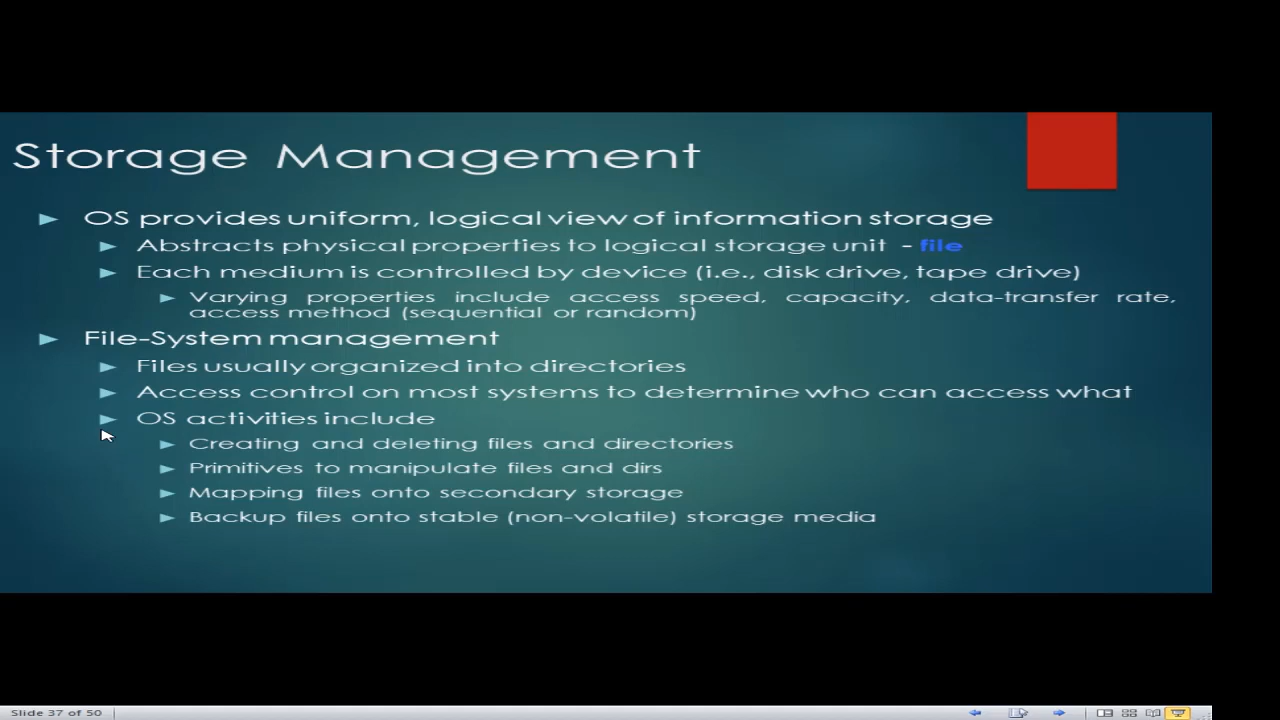 Storage Management
OS provides uniform, logical view of information storage
Abstracts physical properties to logical storage unit - file
Each medium is controlled by device (i.e., disk drive, tape drive)
Varying properties include access speed, capacity, data-transfer rate,
access method (sequential or random)
File-System management
Files usually organized into directories
Access control on most systems to determine who can access what
OS activities include
Creating and deleting files and directories
Primitives to manipulate files and dirs
Mapping files onto secondary storage
Backup files onto stable (non-volatile) storage media
Slide 37 of 50